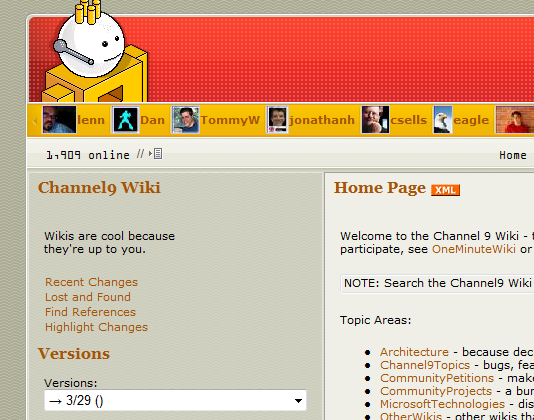 lenn Dan TommyW jonathanh csells eagle
1,909 online // Home
Channel9 Wiki
Wikis are cool because
they're up to you.
Recent Changes
Lost and Found
Find References
Highlight Changes
Versions
Versions:
→ 3/29 ()
Home Page XML
Welcome to the Channel 9 Wiki - t
participate, see OneMinuteWiki or
NOTE: Search the Channel9 Wiki
Topic Areas:
• Architecture - because dec
• Channel9Topics - bugs, fea
• CommunityPetitions - make
• CommunityProjects - a bun
• MicrosoftTechnologies - dis
• OtherWikis - other wikis tha